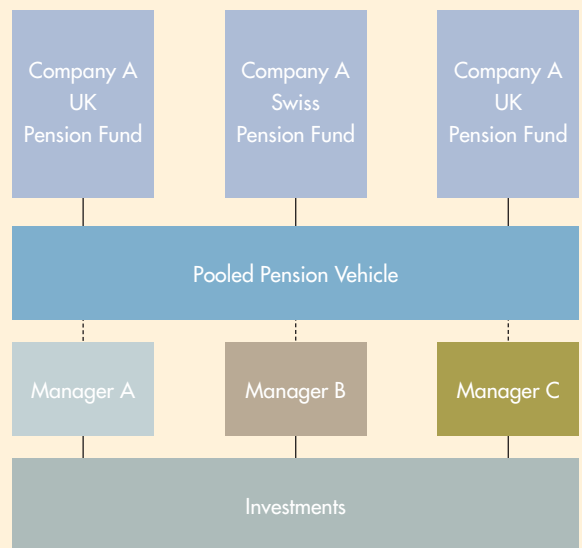 Company A
UK
Pension Fund
Company A
Swiss
Pension Fund
Company A
UK
Pension Fund
Pooled Pension Vehicle
Manager A
Manager B
Manager C
Investments